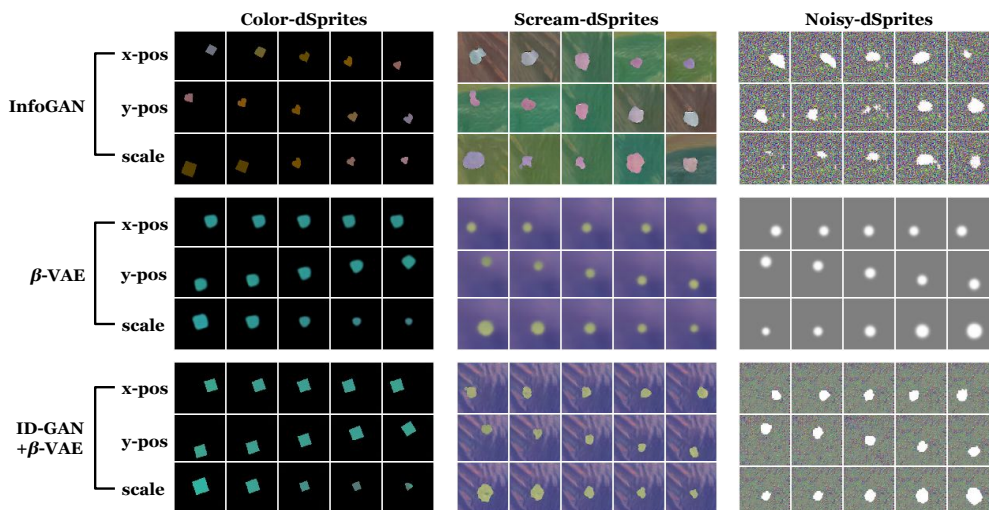 Color-dSprites
Scream-dSprites
Noisy-dSprites
InfoGAN
x-pos
y-pos
scale
β-VAE
x-pos
y-pos
scale
ID-GAN
+β-VAE
x-pos
y-pos
scale